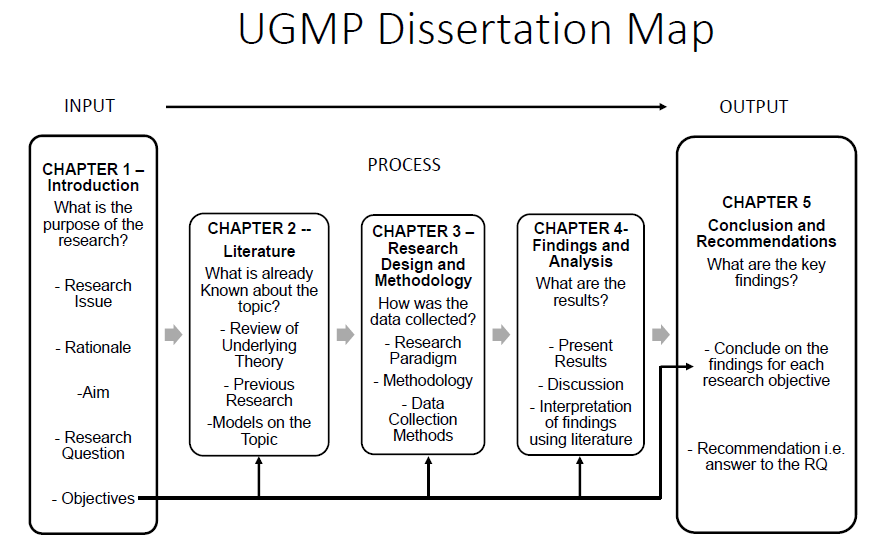 UGMP Dissertation Map
INPUT
OUTPUT
PROCESS
CHAPTER 1 –
Introduction
What is the
purpose of the
research?
- Research
Issue
- Rationale
-Aim
- Research
Question
- Objectives
CHAPTER 2 --
Literature
What is already
Known about the
topic?
- Review of
Underlying
Theory
- Previous
Research
-Models on the
Topic
CHAPTER 3 –
Research
Design and
Methodology
How was the
data collected?
- Research
Paradigm
- Methodology
- Data
Collection
Methods
CHAPTER 4-
Findings and
Analysis
What are the
results?
- Present
Results
- Discussion
- Interpretation
of findings
using literature
CHAPTER 5
Conclusion and
Recommendations
What are the key
findings?
- Conclude on the
findings for each
research objective
- Recommendation i.e.
answer to the RQ